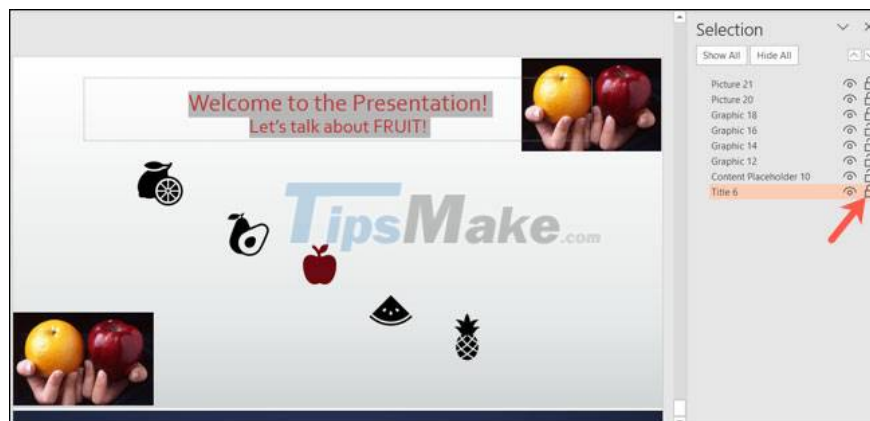 Selection
Show All Hide All
Welcome to the Presentation!
Let's talk about FRUIT!
TipsMake.com
Picture 21
Picture 20
Graphic 18
Graphic 16
Graphic 14
Graphic 12
Content Placeholder 10
Title 6